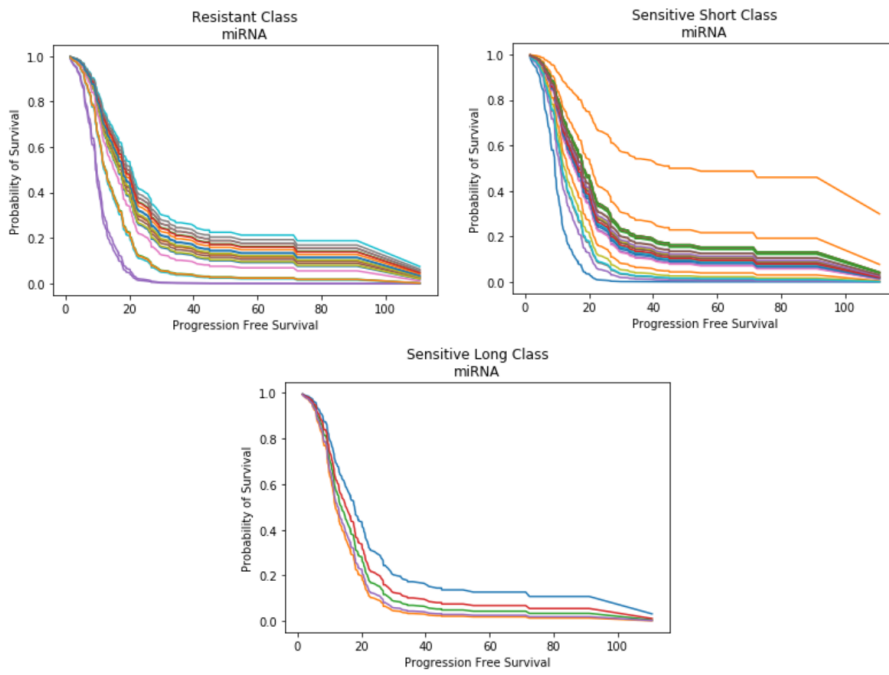 Resistant Class
miRNA
Probability of Survival
1.0
0.8
0.6
0.4
0.2
0.0
0 20 40 60 80 100
Progression Free Survival
Sensitive Short Class
miRNA
Probability of Survival
1.0
0.8
0.6
0.4
0.2
0.0
0 20 40 60 80 100
Progression Free Survival
Sensitive Long Class
miRNA
Probability of Survival
1.0
0.8
0.6
0.4
0.2
0.0
0 20 40 60 80 100
Progression Free Survival